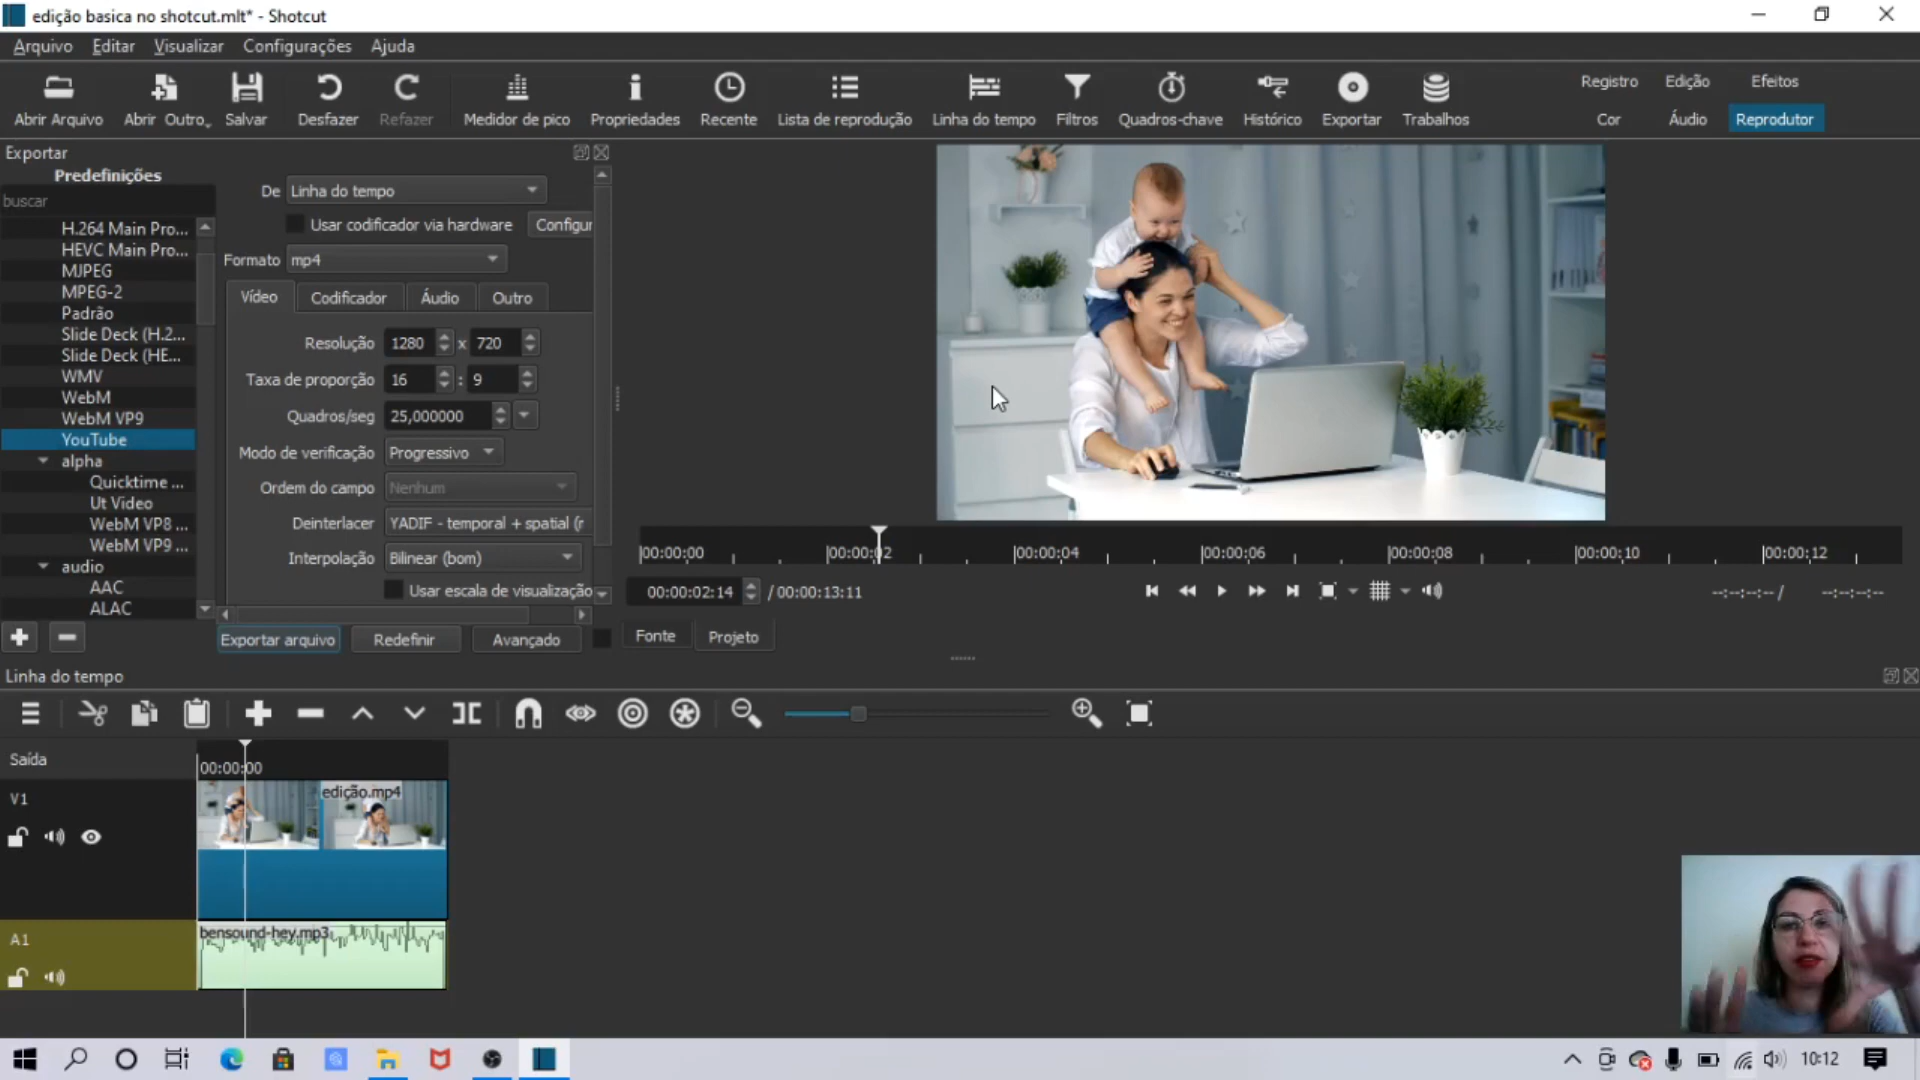 edição basica no shotcut.mlt* - Shotcut
Arquivo Editar Visualizar Configurações Ajuda
Abrir Arquivo Abrir Outro Salvar Desfazer Refazer Medidor de pico Propriedades Recente Lista de reprodução Linha do tempo Filtros Quadros-chave Histórico Exportar Trabalhos
Registro Edição Efeitos
Cor Áudio Reprodutor
Exportar
Predefinições
buscar
H.264 Main Pro...
HEVC Main Pro...
MJPEG
MPEG-2
Padrão
Slide Deck (H.2...
Slide Deck (HE...
WMV
WebM
WebM VP9
YouTube
alpha
Quicktime ...
Ut Video
WebM VP8 ...
WebM VP9 ...
audio
AAC
ALAC
De Linha do tempo
Usar codificador via hardware Configur
Formato mp4
Vídeo Codificador Áudio Outro
Resolução 1280 x 720
Taxa de proporção 16 : 9
Quadros/seg 25,000000
Modo de verificação Progressivo
Ordem do campo Nenhum
Deinterlacer YADIF - temporal + spatial (r
Interpolação Bilinear (bom)
Usar escala de visualização
Exportar arquivo Redefinir Avançado
00:00:00 00:00:02 00:00:04 00:00:06 00:00:08 00:00:10 00:00:12
00:00:02:14 / 00:00:13:11 --:--:--:-- / --:--:--:--
Fonte Projeto
Linha do tempo
Saída
00:00:00
V1
edição.mp4
A1
bensound-hey.mp3
10:12